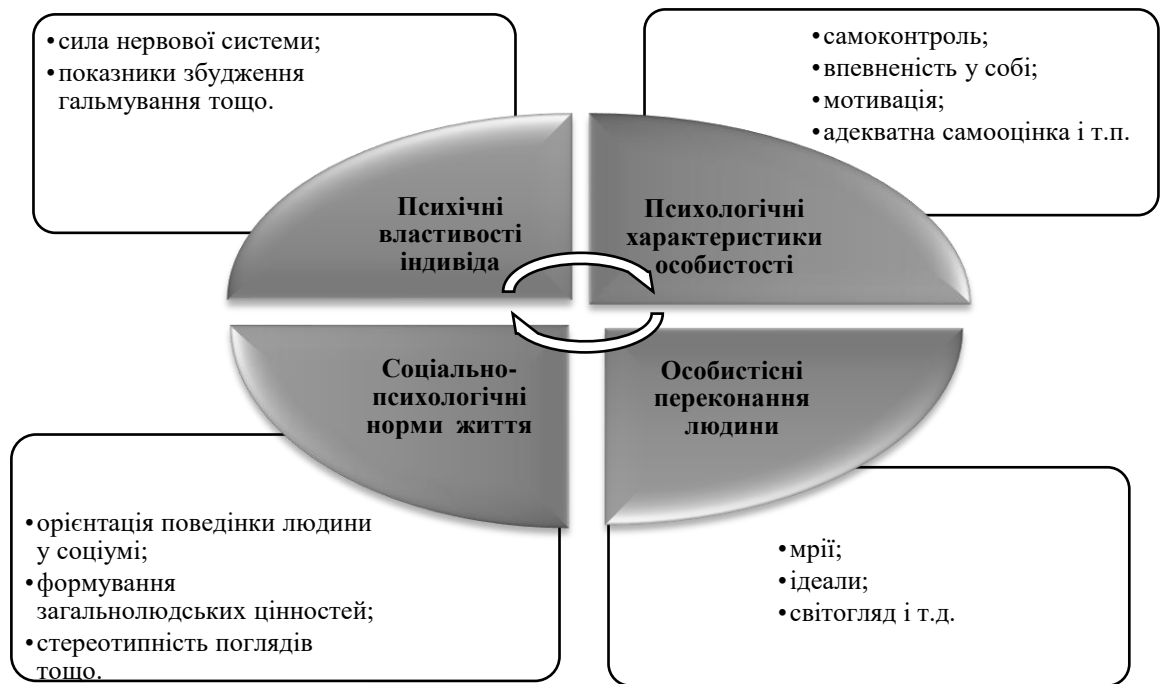 •сила нервової системи;
•показники збудження
гальмування тощо.
•самоконтроль;
•впевненість у собі;
•мотивація;
•адекватна самооцінка і т.п.
Психічні
властивості
індивіда
Психологічні
характеристики
особистості
Соціально-
психологічні
норми життя
Особистісні
переконання
людини
•орієнтація поведінки людини
у соціумі;
•формування
загальнолюдських цінностей;
•стереотипність поглядів
тощо.
•мрії;
•ідеали;
•світогляд і т.д.